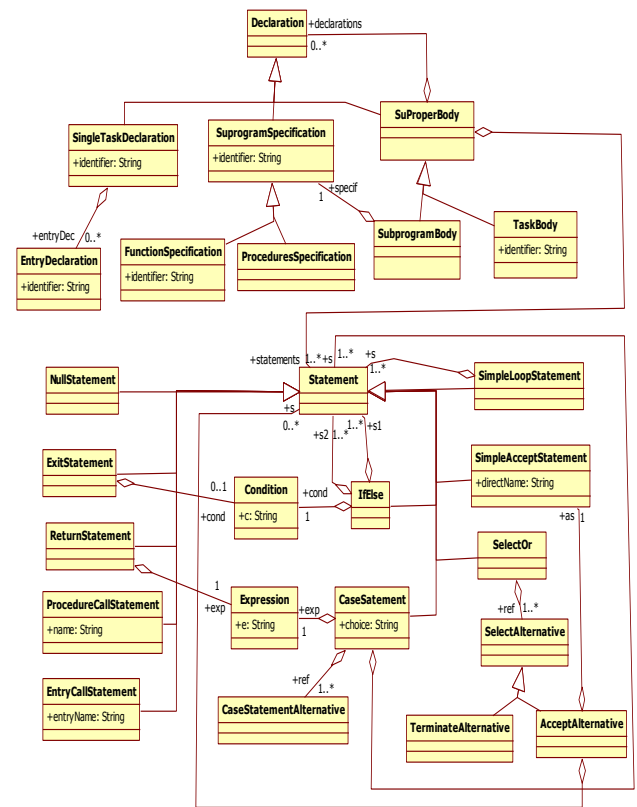 Declaration
+declarations
0..*
SingleTaskDeclaration
+identifier: String
SuprogramSpecification
+identifier: String
SuProperBody
+specif
1
+entryDec
0..*
EntryDeclaration
+identifier: String
FunctionSpecification
+identifier: String
ProceduresSpecification
SubprogramBody
TaskBody
+identifier: String
+statements
1..*
+s
1..*
+s
1..*
NullStatement
Statement
SimpleLoopStatement
+s
0..*
+s2
1..*
1..*
+s1
ExitStatement
0..1
+cond
Condition
+c: String
+cond
1
IfElse
SimpleAcceptStatement
+directName: String
+as
1
ReturnStatement
1
+exp
SelectOr
ProcedureCallStatement
+name: String
Expression
+e: String
+exp
1
CaseSatement
+choice: String
+ref
1..*
SelectAlternative
EntryCallStatement
+entryName: String
+ref
1..*
CaseStatementAlternative
TerminateAlternative
AcceptAlternative